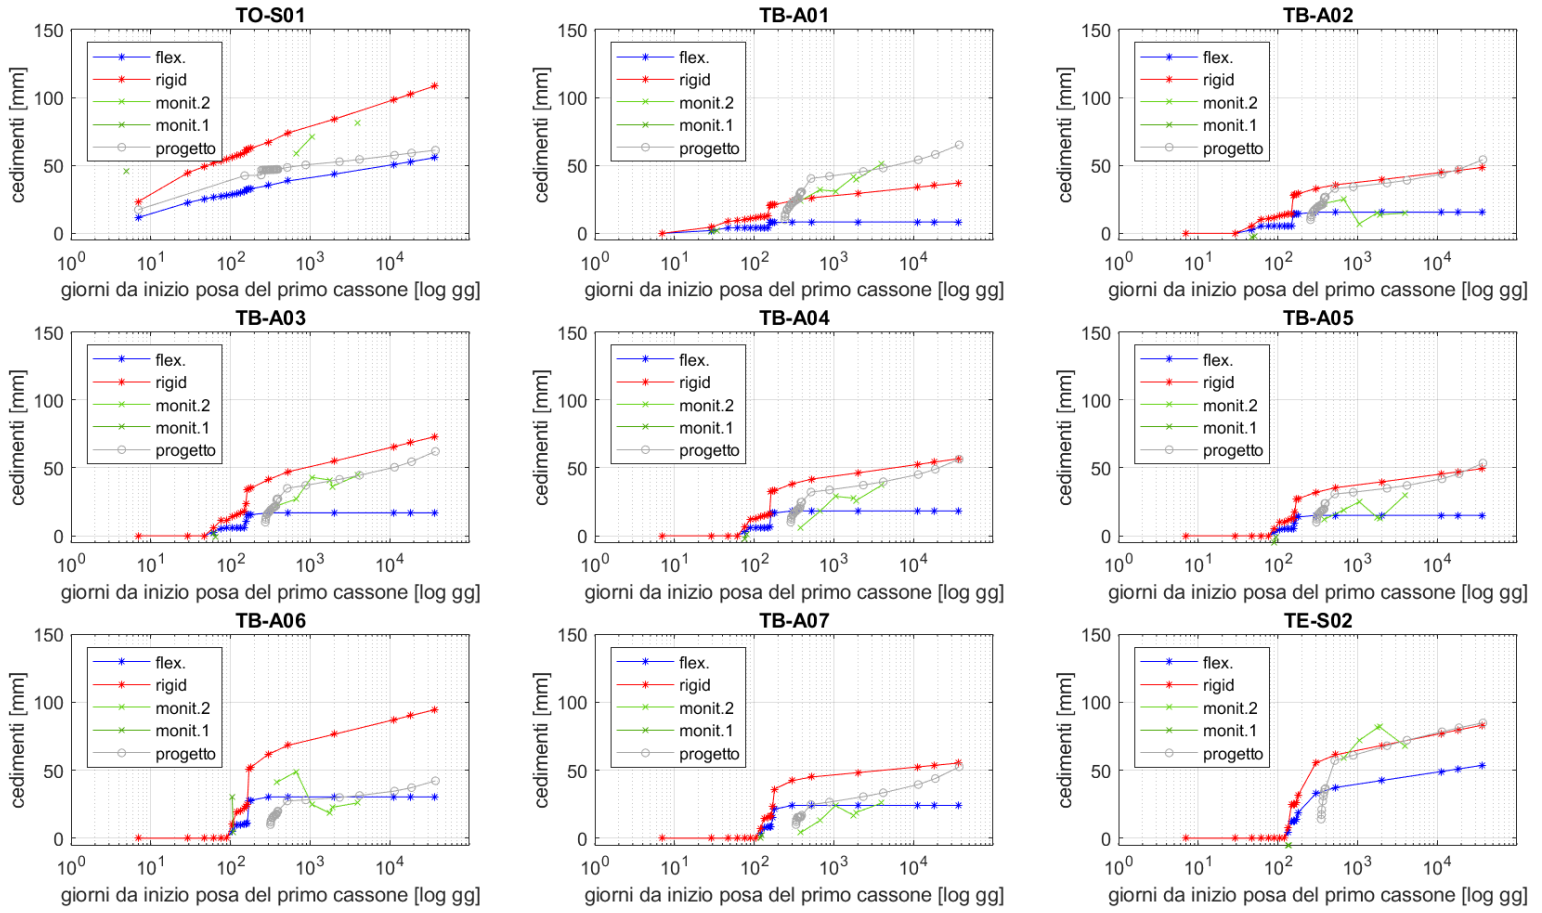 TO-S01
150
100
50
0
cedimenti [mm]
flex.
rigid
monit.2
monit.1
progetto
10^0 10^1 10^2 10^3 10^4
giorni da inizio posa del primo cassone [log gg]
TB-A01
150
100
50
0
cedimenti [mm]
flex.
rigid
monit.2
monit.1
progetto
10^0 10^1 10^2 10^3 10^4
giorni da inizio posa del primo cassone [log gg]
TB-A02
150
100
50
0
cedimenti [mm]
flex.
rigid
monit.2
monit.1
progetto
10^0 10^1 10^2 10^3 10^4
giorni da inizio posa del primo cassone [log gg]
TB-A03
150
100
50
0
cedimenti [mm]
flex.
rigid
monit.2
monit.1
progetto
10^0 10^1 10^2 10^3 10^4
giorni da inizio posa del primo cassone [log gg]
TB-A04
150
100
50
0
cedimenti [mm]
flex.
rigid
monit.2
monit.1
progetto
10^0 10^1 10^2 10^3 10^4
giorni da inizio posa del primo cassone [log gg]
TB-A05
150
100
50
0
cedimenti [mm]
flex.
rigid
monit.2
monit.1
progetto
10^0 10^1 10^2 10^3 10^4
giorni da inizio posa del primo cassone [log gg]
TB-A06
150
100
50
0
cedimenti [mm]
flex.
rigid
monit.2
monit.1
progetto
10^0 10^1 10^2 10^3 10^4
giorni da inizio posa del primo cassone [log gg]
TB-A07
150
100
50
0
cedimenti [mm]
flex.
rigid
monit.2
monit.1
progetto
10^0 10^1 10^2 10^3 10^4
giorni da inizio posa del primo cassone [log gg]
TE-S02
150
100
50
0
cedimenti [mm]
flex.
rigid
monit.2
monit.1
progetto
10^0 10^1 10^2 10^3 10^4
giorni da inizio posa del primo cassone [log gg]